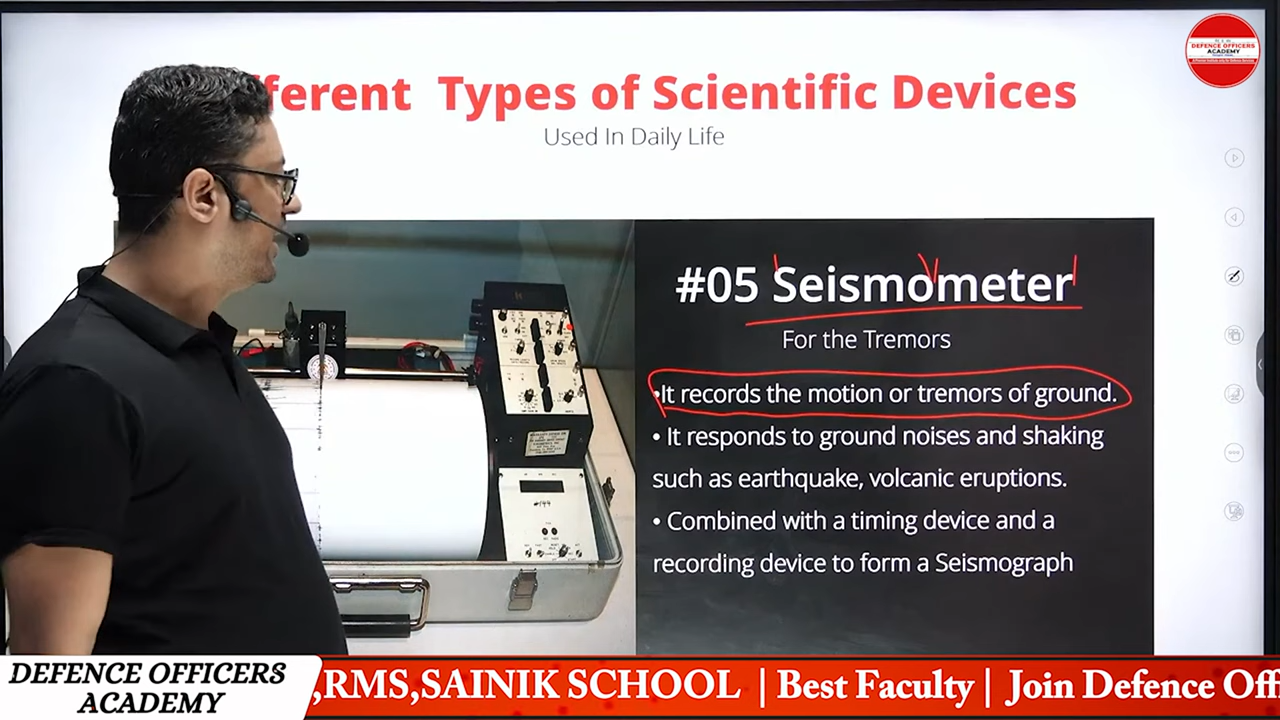 DEFENCE OFFICERS
ACADEMY
fferent Types of Scientific Devices
Used In Daily Life
#05 Seismometer
For the Tremors
•It records the motion or tremors of ground.
• It responds to ground noises and shaking
such as earthquake, volcanic eruptions.
• Combined with a timing device and a
recording device to form a Seismograph
DEFENCE OFFICERS
ACADEMY
,RMS,SAINIK SCHOOL | Best Faculty | Join Defence Off